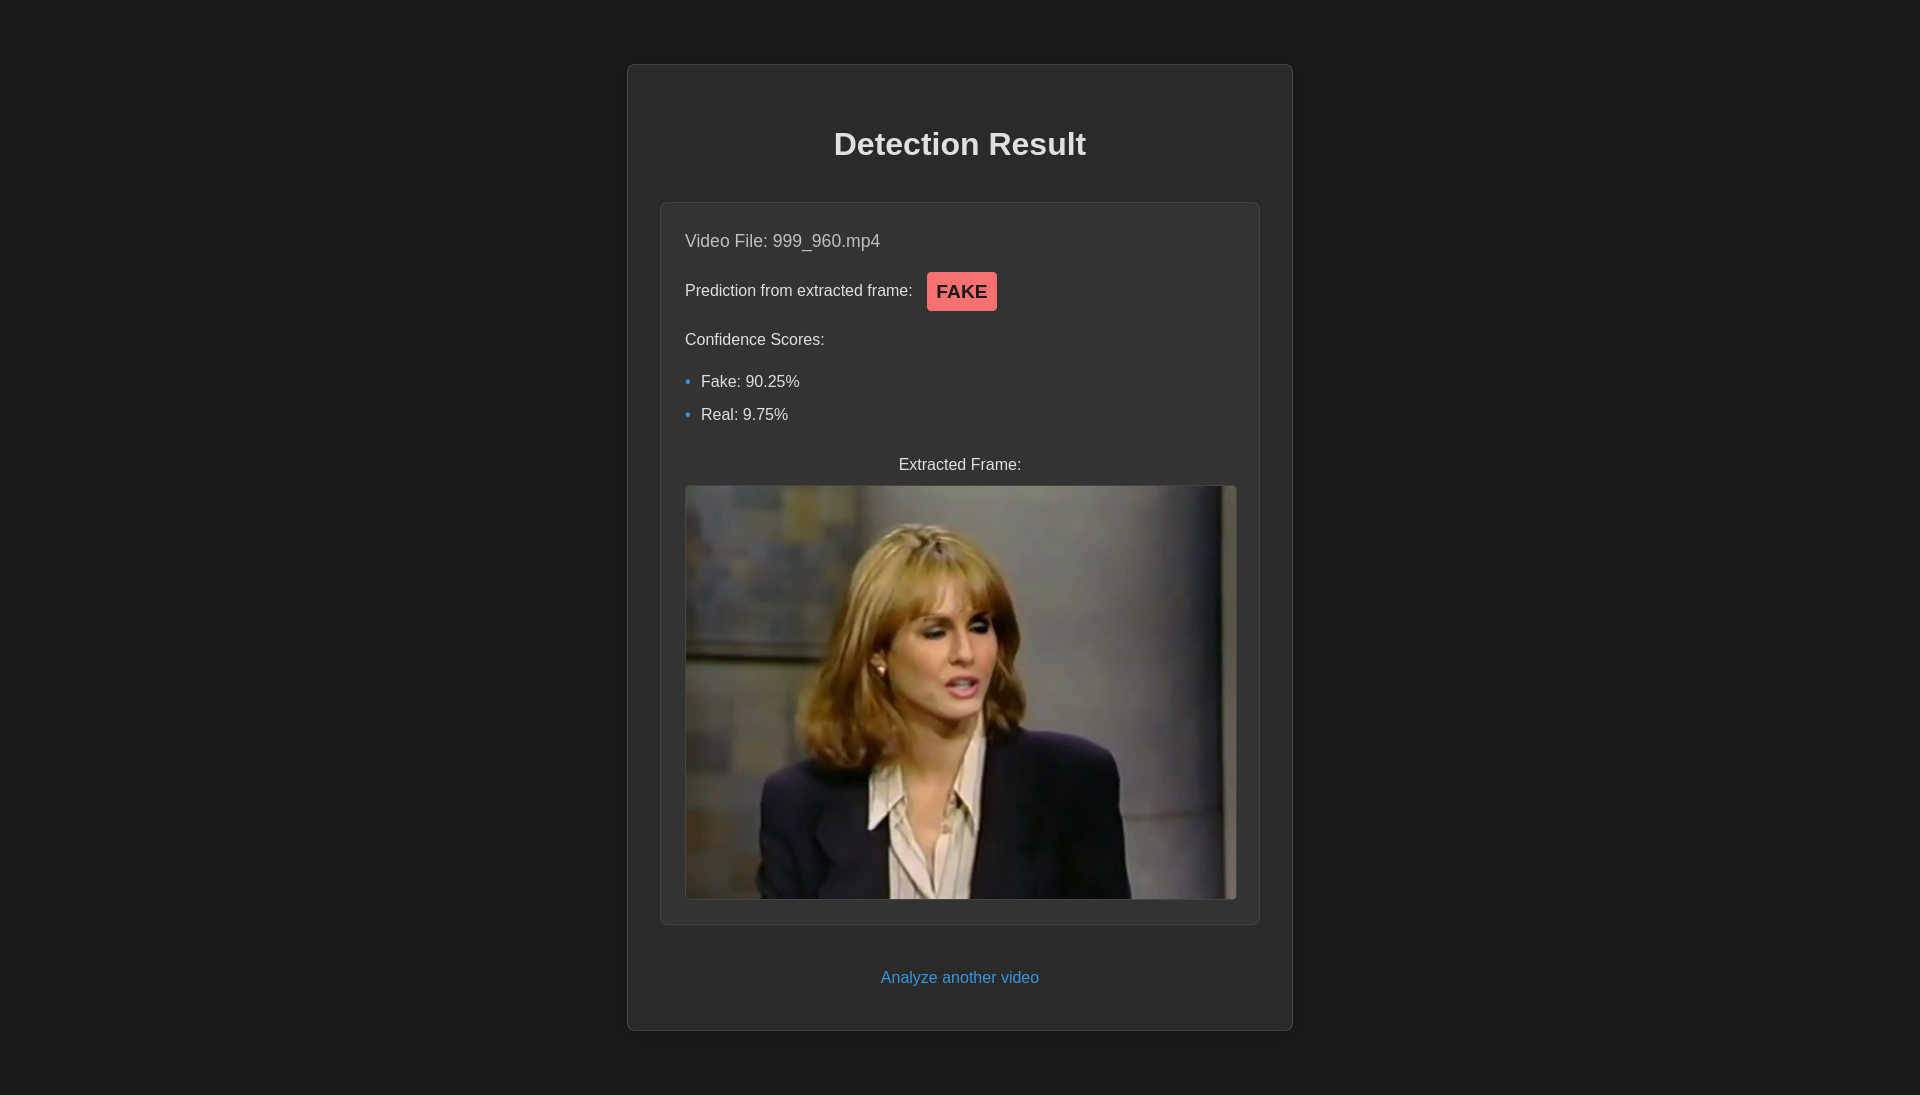 Detection Result
Video File: 999_960.mp4
Prediction from extracted frame: FAKE
Confidence Scores:
• Fake: 90.25%
• Real: 9.75%
Extracted Frame:
Analyze another video